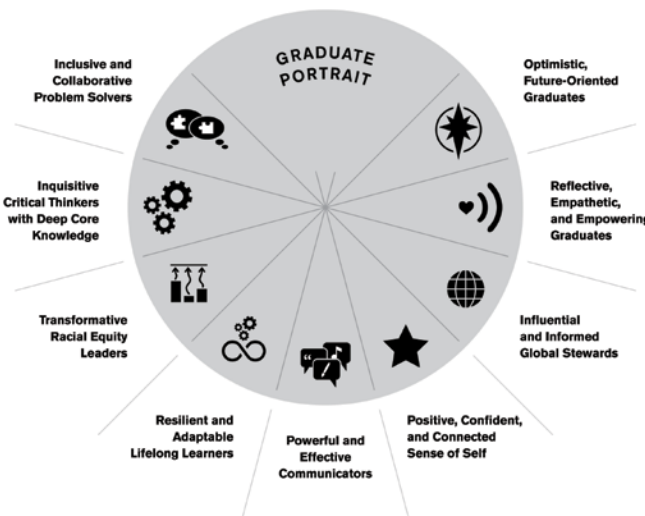 GRADUATE
PORTRAIT
Inclusive and
Collaborative
Problem Solvers
Optimistic,
Future-Oriented
Graduates
Inquisitive
Critical Thinkers
with Deep Core
Knowledge
Reflective,
Empathetic,
and Empowering
Graduates
Transformative
Racial Equity
Leaders
Influential
and Informed
Global Stewards
Resilient and
Adaptable
Lifelong Learners
Powerful and
Effective
Communicators
Positive, Confident,
and Connected
Sense of Self